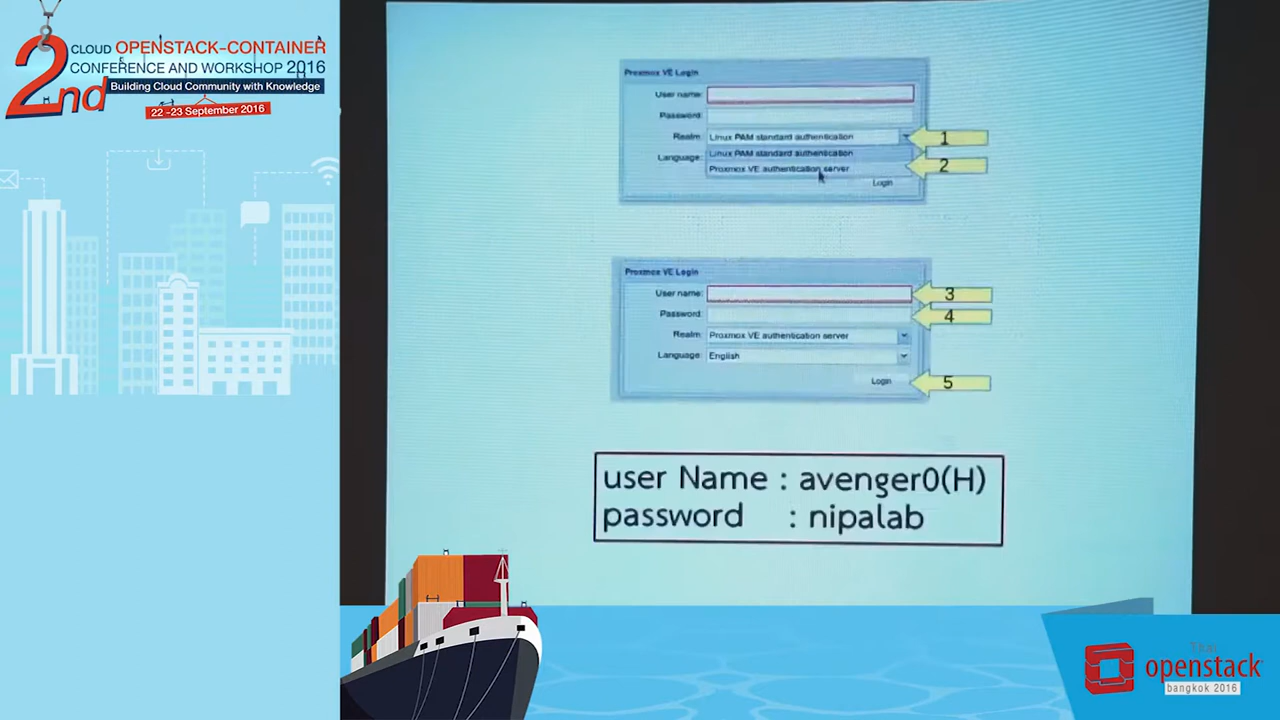 2nd
CLOUD OPENSTACK-CONTAINER
CONFERENCE AND WORKSHOP 2016
Building Cloud Community with Knowledge
22 -23 September 2016
Proxmox VE Login
User name:
Password:
Realm: Linux PAM standard authentication 1
Linux PAM standard authentication
Language: Proxmox VE authentication server 2
Login
Proxmox VE Login
User name: 3
Password: 4
Realm: Proxmox VE authentication server
Language: English
Login 5
user Name : avenger0(H)
password : nipalab
openstack
bangkok 2016